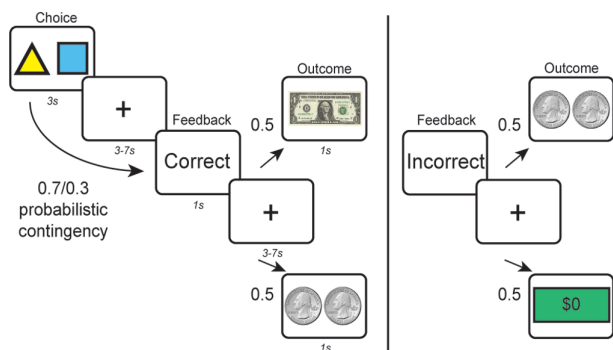 Choice
3s
+
3-7s
0.7/0.3
probabilistic
contingency
Feedback
Correct
1s
+
3-7s
Outcome
0.5
1s
0.5
1s
Feedback
Incorrect
+
Outcome
0.5
0.5
$0